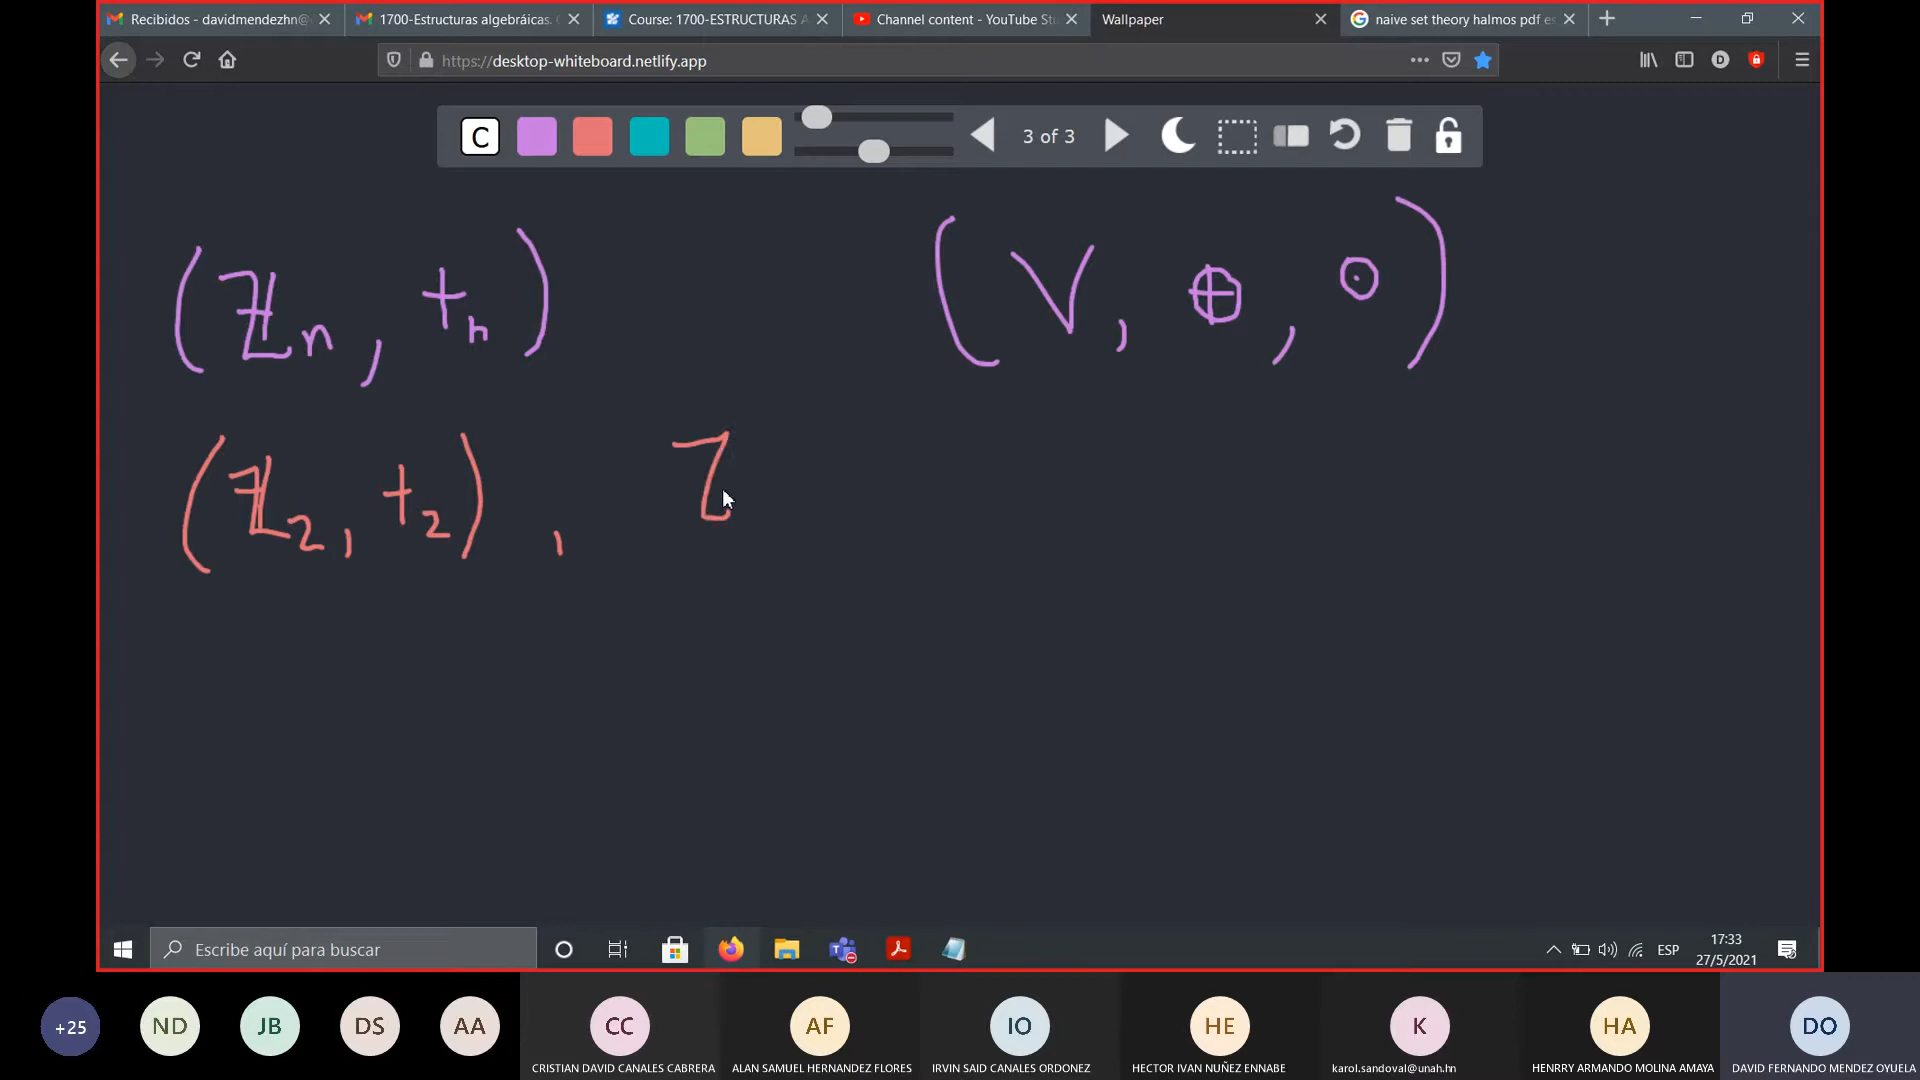 Recibidos - davidmendezhn@
1700-Estructuras algebráicas.
Course: 1700-ESTRUCTURAS A
Channel content - YouTube Stu
Wallpaper
naive set theory halmos pdf es
https://desktop-whiteboard.netlify.app
C
3 of 3
(ℤn, +n)
(V, ⊕, ⊙)
(ℤ2, +2), Z
Escribe aquí para buscar
ESP
17:33
27/5/2021
+25
ND
JB
DS
AA
CC
AF
IO
HE
K
HA
DO
CRISTIAN DAVID CANALES CABRERA
ALAN SAMUEL HERNANDEZ FLORES
IRVIN SAID CANALES ORDONEZ
HECTOR IVAN NUÑEZ ENNABE
karol.sandoval@unah.hn
HENRRY ARMANDO MOLINA AMAYA
DAVID FERNANDO MENDEZ OYUELA